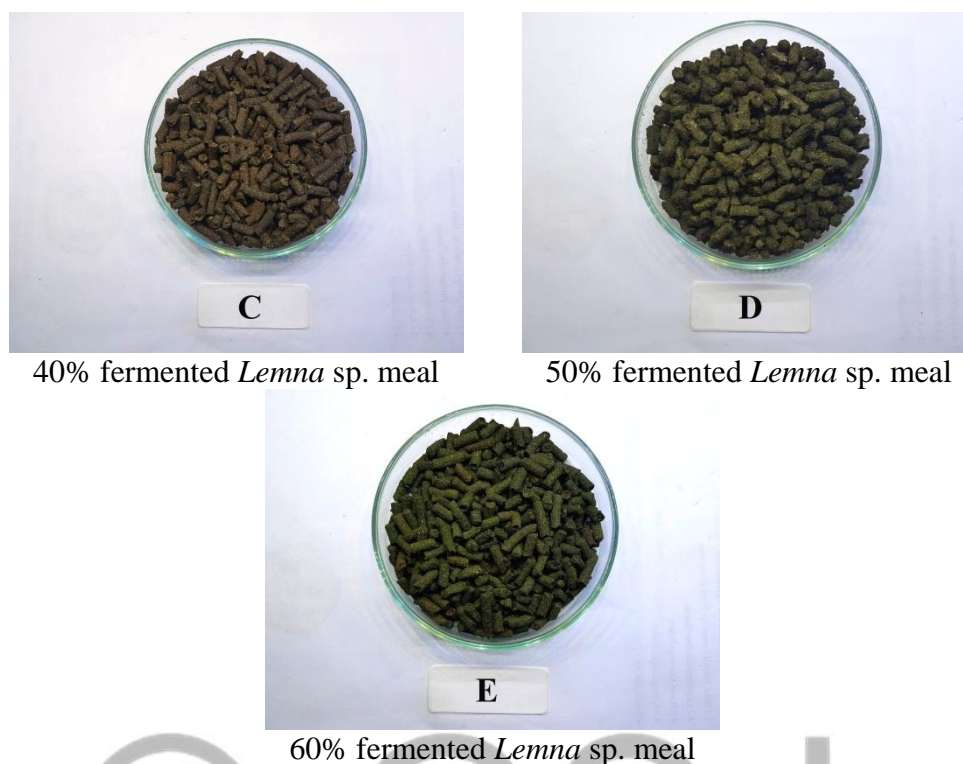 C
D
40% fermented Lemna sp. meal
50% fermented Lemna sp. meal
E
60% fermented Lemna sp. meal